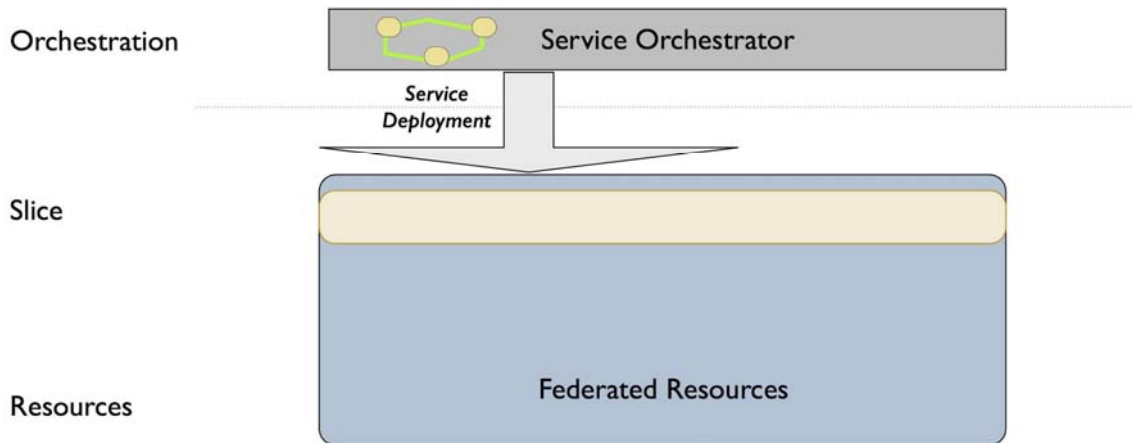 Orchestration
Service Orchestrator
Service
Deployment
Slice
Federated Resources
Resources